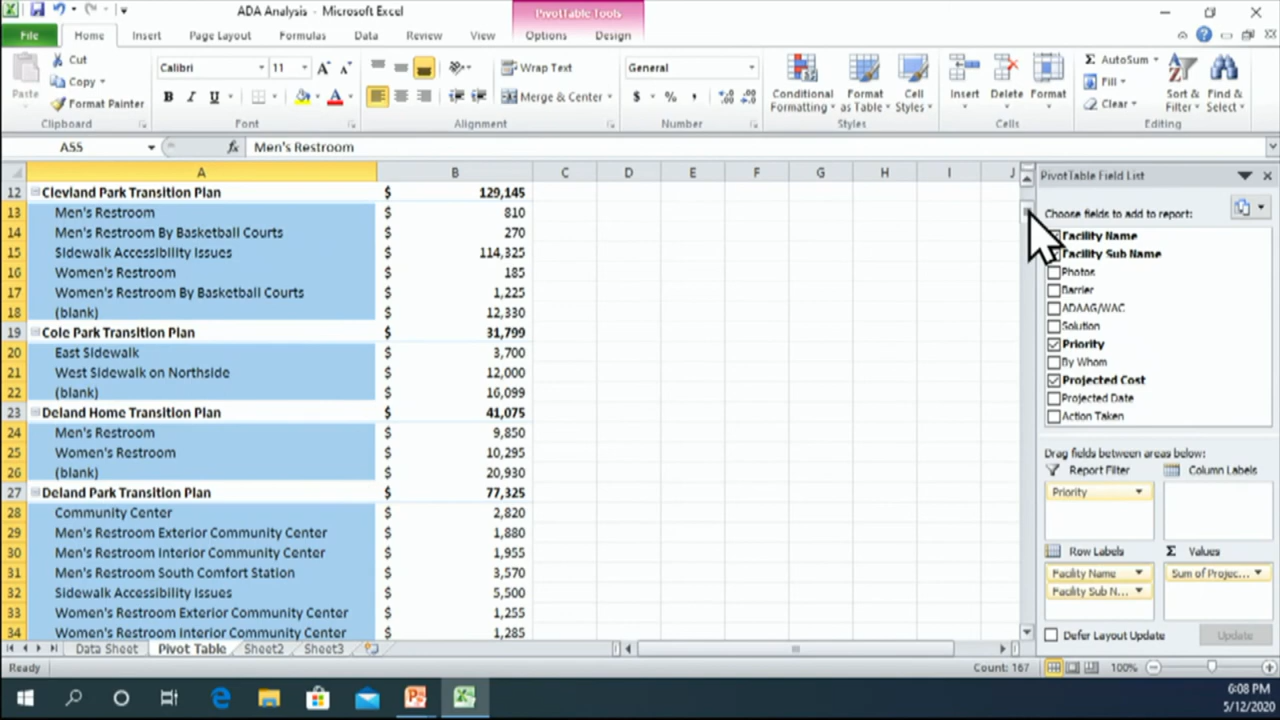 ADA Analysis - Microsoft Excel
PivotTable Tools
File Home Insert Page Layout Formulas Data Review View Options Design
Paste
Cut
Copy
Format Painter
Clipboard
Calibri 11
B I U
Font
Wrap Text
Merge & Center
Alignment
General
$ % ,
Number
Conditional Formatting
Format as Table
Cell Styles
Styles
Insert Delete Format
Cells
Σ AutoSum
Fill
Clear
Sort & Filter
Find & Select
Editing
A55 fx Men's Restroom
A B C D E F G H I J
12 Clevland Park Transition Plan $ 129,145
13 Men's Restroom $ 810
14 Men's Restroom By Basketball Courts $ 270
15 Sidewalk Accessibility Issues $ 114,325
16 Women's Restroom $ 185
17 Women's Restroom By Basketball Courts $ 1,225
18 (blank) $ 12,330
19 Cole Park Transition Plan $ 31,799
20 East Sidewalk $ 3,700
21 West Sidewalk on Northside $ 12,000
22 (blank) $ 16,099
23 Deland Home Transition Plan $ 41,075
24 Men's Restroom $ 9,850
25 Women's Restroom $ 10,295
26 (blank) $ 20,930
27 Deland Park Transition Plan $ 77,325
28 Community Center $ 2,820
29 Men's Restroom Exterior Community Center $ 1,880
30 Men's Restroom Interior Community Center $ 1,955
31 Men's Restroom South Comfort Station $ 3,570
32 Sidewalk Accessibility Issues $ 5,500
33 Women's Restroom Exterior Community Center $ 1,255
34 Women's Restroom Interior Community Center $ 1,285
PivotTable Field List
Choose fields to add to report:
Facility Name
Facility Sub Name
Photos
Barrier
ADAAG/WAC
Solution
Priority
By Whom
Projected Cost
Projected Date
Action Taken
Drag fields between areas below:
Report Filter Column Labels
Priority
Row Labels Σ Values
Facility Name Sum of Projec...
Facility Sub N...
Defer Layout Update Update
Data Sheet Pivot Table Sheet2 Sheet3
Ready Count: 167 100%
6:08 PM
5/12/2020